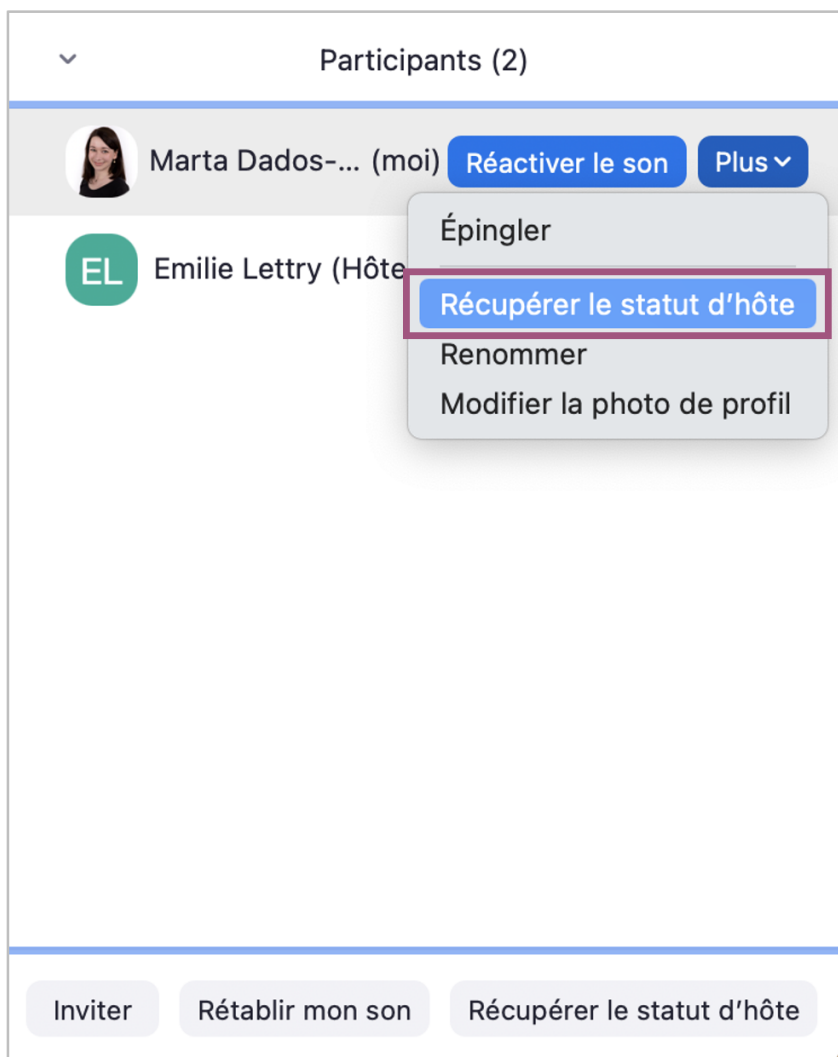 Participants (2)
Marta Dados-... (moi) Réactiver le son Plus
Épingler
EL Emilie Lettry (Hôte
Récupérer le statut d’hôte
Renommer
Modifier la photo de profil
Inviter Rétablir mon son Récupérer le statut d’hôte